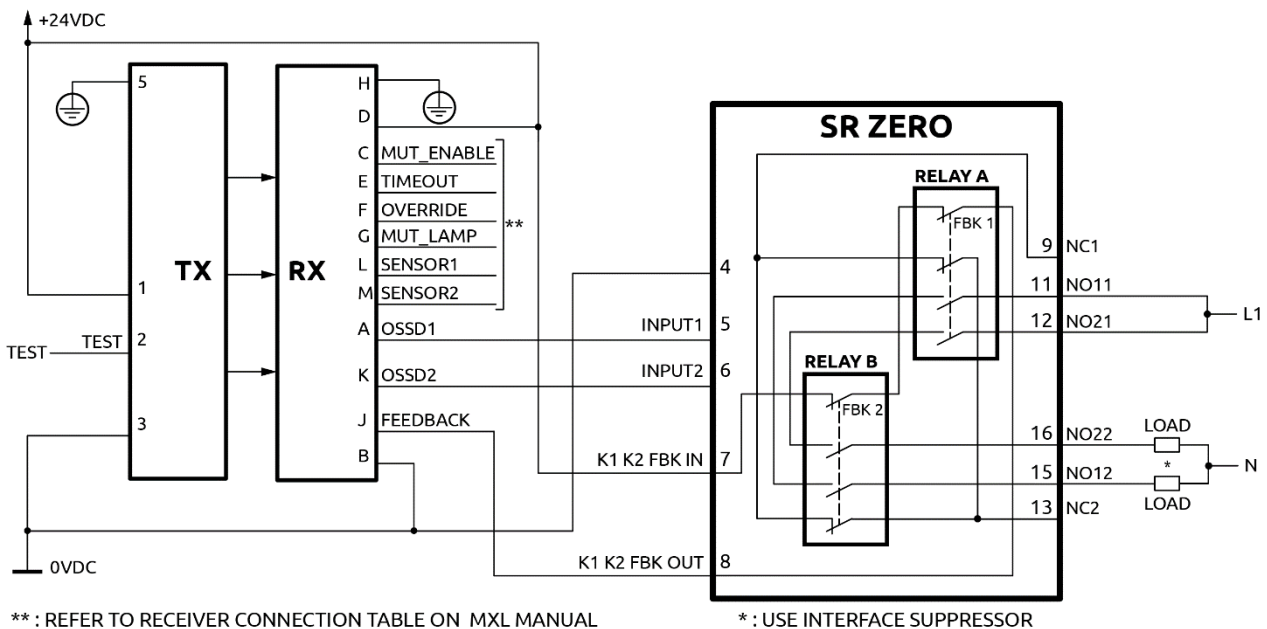 +24VDC
5
TX
1
TEST
TEST
2
3
0VDC
RX
H
D
C MUT_ENABLE
E TIMEOUT
F OVERRIDE
G MUT_LAMP
L SENSOR1
M SENSOR2
**
A OSSD1
K OSSD2
J FEEDBACK
B
SR ZERO
4
INPUT1 5
INPUT2 6
K1 K2 FBK IN 7
K1 K2 FBK OUT 8
RELAY A
FBK 1
RELAY B
FBK 2
9 NC1
11 NO11
12 NO21
L1
16 NO22
15 NO12
13 NC2
LOAD
*
LOAD
N
** : REFER TO RECEIVER CONNECTION TABLE ON MXL MANUAL
* : USE INTERFACE SUPPRESSOR